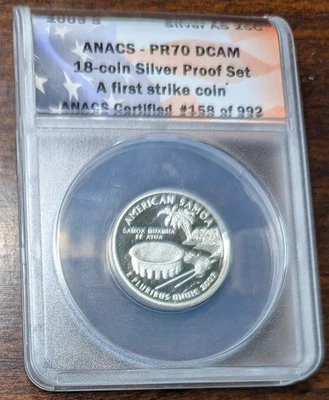 2009 S Silver AS 25C
ANACS - PR70 DCAM
18-coin Silver Proof Set
A first strike coin
ANACS Certified #158 of 992
AMERICAN SAMOA
SAMOA MUAMUA
LE ATUA
E PLURIBUS UNUM 2009